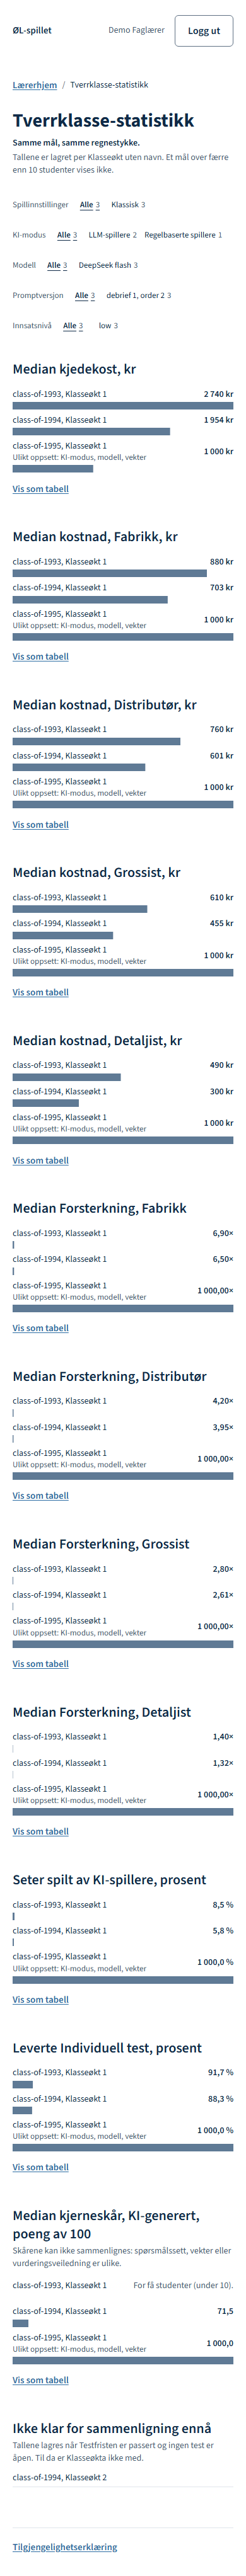 ØL-spillet
Demo Faglærer
Logg ut
Lærerhjem / Tverrklasse-statistikk
Tverrklasse-statistikk
Samme mål, samme regnestykke.
Tallene er lagret per Klasseøkt uten navn. Et mål over færre
enn 10 studenter vises ikke.
Spillinnstillinger Alle 3 Klassisk 3
KI-modus Alle 3 LLM-spillere 2 Regelbaserte spillere 1
Modell Alle 3 DeepSeek flash 3
Promptversjon Alle 3 debrief 1, order 2 3
Innsatsnivå Alle 3 low 3
Median kjedekost, kr
class-of-1993, Klasseøkt 1 2 740 kr
class-of-1994, Klasseøkt 1 1 954 kr
class-of-1995, Klasseøkt 1
Ulikt oppsett: KI-modus, modell, vekter
1 000 kr
Vis som tabell
Median kostnad, Fabrikk, kr
class-of-1993, Klasseøkt 1 880 kr
class-of-1994, Klasseøkt 1 703 kr
class-of-1995, Klasseøkt 1
Ulikt oppsett: KI-modus, modell, vekter
1 000 kr
Vis som tabell
Median kostnad, Distributør, kr
class-of-1993, Klasseøkt 1 760 kr
class-of-1994, Klasseøkt 1 601 kr
class-of-1995, Klasseøkt 1
Ulikt oppsett: KI-modus, modell, vekter
1 000 kr
Vis som tabell
Median kostnad, Grossist, kr
class-of-1993, Klasseøkt 1 610 kr
class-of-1994, Klasseøkt 1 455 kr
class-of-1995, Klasseøkt 1
Ulikt oppsett: KI-modus, modell, vekter
1 000 kr
Vis som tabell
Median kostnad, Detaljist, kr
class-of-1993, Klasseøkt 1 490 kr
class-of-1994, Klasseøkt 1 300 kr
class-of-1995, Klasseøkt 1
Ulikt oppsett: KI-modus, modell, vekter
1 000 kr
Vis som tabell
Median Forsterkning, Fabrikk
class-of-1993, Klasseøkt 1 6,90×
class-of-1994, Klasseøkt 1 6,50×
class-of-1995, Klasseøkt 1
Ulikt oppsett: KI-modus, modell, vekter
1 000,00×
Vis som tabell
Median Forsterkning, Distributør
class-of-1993, Klasseøkt 1 4,20×
class-of-1994, Klasseøkt 1 3,95×
class-of-1995, Klasseøkt 1
Ulikt oppsett: KI-modus, modell, vekter
1 000,00×
Vis som tabell
Median Forsterkning, Grossist
class-of-1993, Klasseøkt 1 2,80×
class-of-1994, Klasseøkt 1 2,61×
class-of-1995, Klasseøkt 1
Ulikt oppsett: KI-modus, modell, vekter
1 000,00×
Vis som tabell
Median Forsterkning, Detaljist
class-of-1993, Klasseøkt 1 1,40×
class-of-1994, Klasseøkt 1 1,32×
class-of-1995, Klasseøkt 1
Ulikt oppsett: KI-modus, modell, vekter
1 000,00×
Vis som tabell
Seter spilt av KI-spillere, prosent
class-of-1993, Klasseøkt 1 8,5 %
class-of-1994, Klasseøkt 1 5,8 %
class-of-1995, Klasseøkt 1
Ulikt oppsett: KI-modus, modell, vekter
1 000,0 %
Vis som tabell
Leverte Individuell test, prosent
class-of-1993, Klasseøkt 1 91,7 %
class-of-1994, Klasseøkt 1 88,3 %
class-of-1995, Klasseøkt 1
Ulikt oppsett: KI-modus, modell, vekter
1 000,0 %
Vis som tabell
Median kjerneskår, KI-generert,
poeng av 100
Skårene kan ikke sammenlignes: spørsmålssett, vekter eller
vurderingsveiledning er ulike.
class-of-1993, Klasseøkt 1 For få studenter (under 10).
class-of-1994, Klasseøkt 1 71,5
class-of-1995, Klasseøkt 1
Ulikt oppsett: KI-modus, modell, vekter
1 000,0
Vis som tabell
Ikke klar for sammenligning ennå
Tallene lagres når Testfristen er passert og ingen test er
åpen. Til da er Klasseøkta ikke med.
class-of-1994, Klasseøkt 2
Tilgjengelighetserklæring